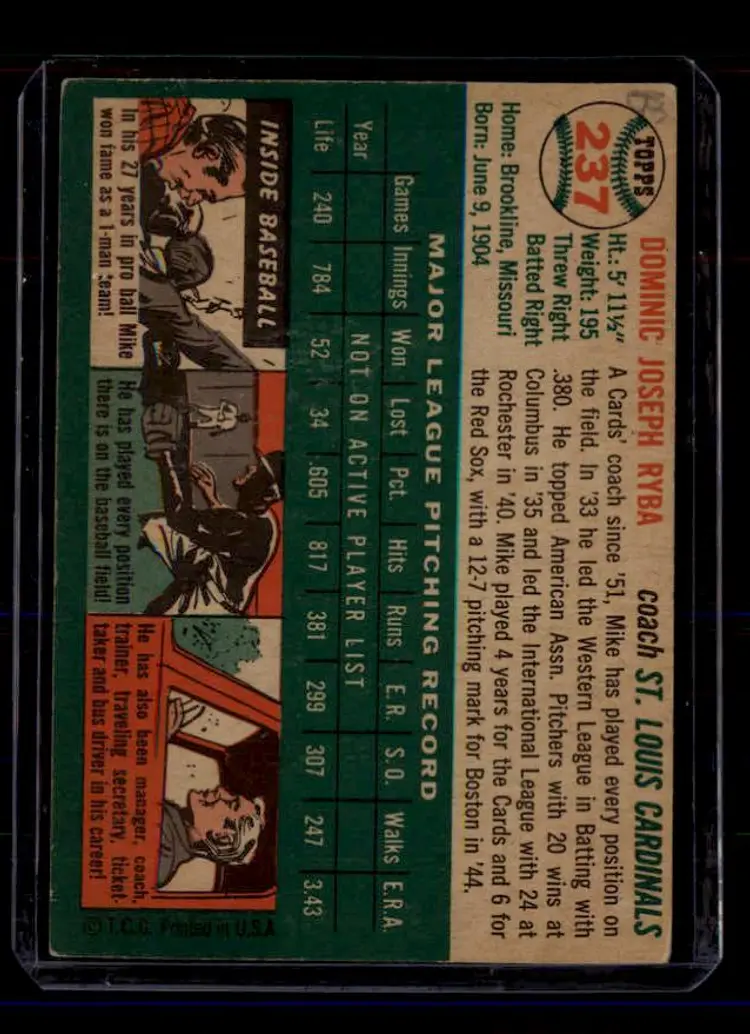 TOPPS
237
DOMINIC JOSEPH RYBA coach ST. LOUIS CARDINALS
Ht.: 5' 11½"
Weight: 195
Threw Right
Batted Right
Home: Brookline, Missouri
Born: June 9, 1904
A Cards' coach since '51, Mike has played every position on
the field. In '33 he led the Western League in Batting with
.380. He topped American Assn. Pitchers with 20 wins at
Columbus in '35 and led the International League with 24 at
Rochester in '40. Mike played 4 years for the Cards and 6 for
the Red Sox, with a 12-7 pitching mark for Boston in '44.
MAJOR LEAGUE PITCHING RECORD
Games Innings Won Lost Pct. Hits Runs E.R. S.O. Walks E.R.A.
Year NOT ON ACTIVE PLAYER LIST
Life 240 784 52 34 .605 817 381 299 307 247 3.43
INSIDE BASEBALL
In his 27 years in pro ball Mike
won fame as a 1-man team!
He has played every position
there is on the baseball field!
He has also been manager, coach,
trainer, traveling secretary, ticket-
taker and bus driver in his career!
© T.C.G. Printed in U.S.A